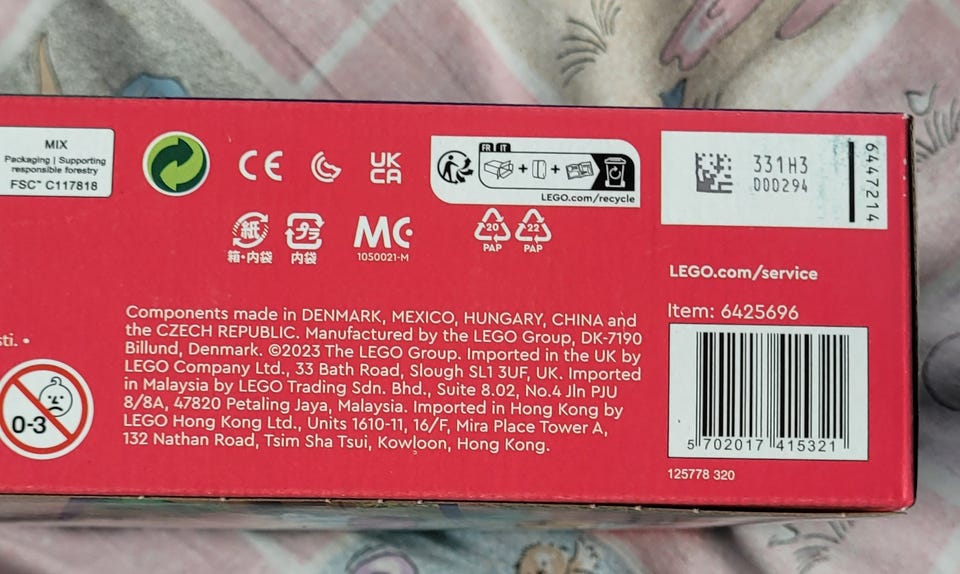 MIX
Packaging | Supporting
responsible forestry
FSC™ C117818
CE
UK
CA
FR IT
LEGO.com/recycle
331H3
000294
6447214
紙
箱・内袋
プラ
内袋
MC
1050021-M
20
PAP
22
PAP
LEGO.com/service
Item: 6425696
Components made in DENMARK, MEXICO, HUNGARY, CHINA and
the CZECH REPUBLIC. Manufactured by the LEGO Group, DK-7190
Billund, Denmark. ©2023 The LEGO Group. Imported in the UK by
LEGO Company Ltd., 33 Bath Road, Slough SL1 3UF, UK. Imported
in Malaysia by LEGO Trading Sdn. Bhd., Suite 8.02, No.4 Jln PJU
8/8A, 47820 Petaling Jaya, Malaysia. Imported in Hong Kong by
LEGO Hong Kong Ltd., Units 1610-11, 16/F, Mira Place Tower A,
132 Nathan Road, Tsim Sha Tsui, Kowloon, Hong Kong.
sti. •
0-3
5 702017 415321
125778 320